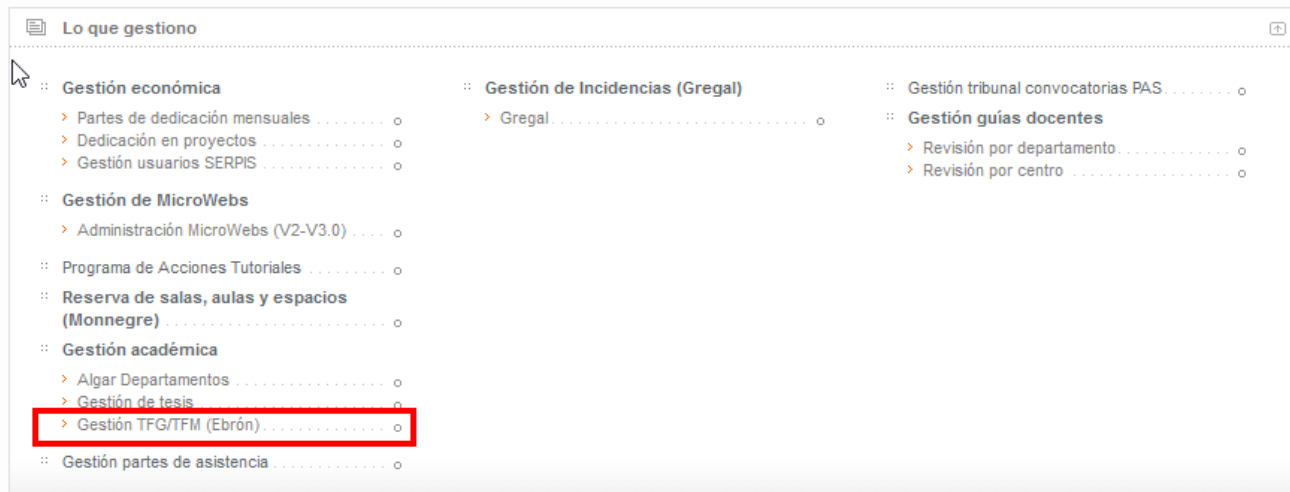 Lo que gestiono
Gestión económica
Partes de dedicación mensuales
Dedicación en proyectos
Gestión usuarios SERPIS
Gestión de MicroWebs
Administración MicroWebs (V2-V3.0)
Programa de Acciones Tutoriales
Reserva de salas, aulas y espacios
(Monnegre)
Gestión académica
Algar Departamentos
Gestión de tesis
Gestión TFG/TFM (Ebrón)
Gestión partes de asistencia
Gestión de Incidencias (Gregal)
Gregal
Gestión tribunal convocatorias PAS
Gestión guías docentes
Revisión por departamento
Revisión por centro